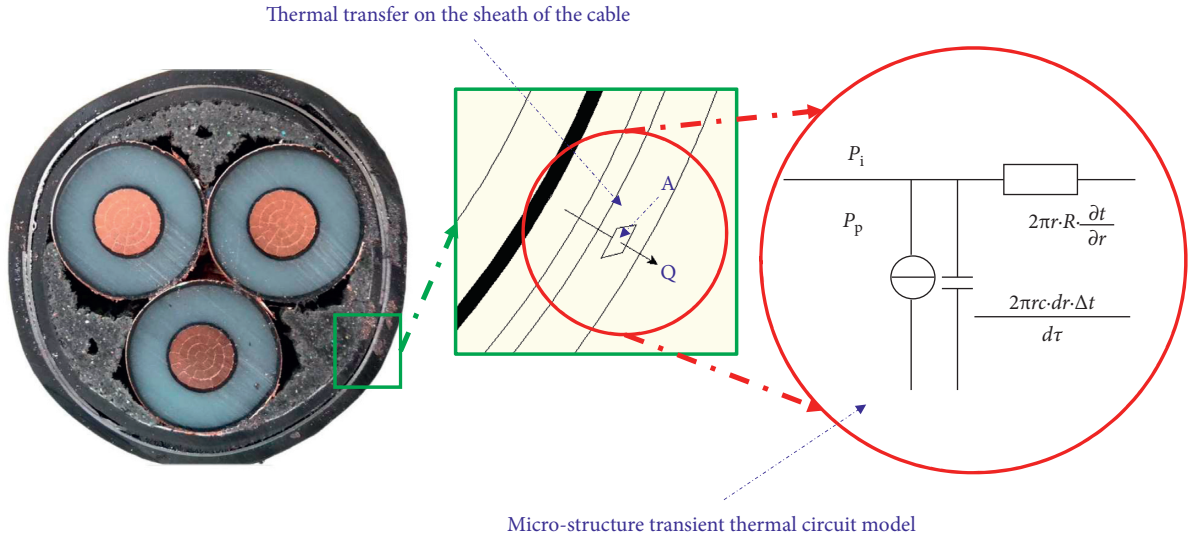 Thermal transfer on the sheath of the cable
A
Q
P_i
P_p
2πr·R·∂t/∂r
2πrc·dr·Δt/dτ
Micro-structure transient thermal circuit model